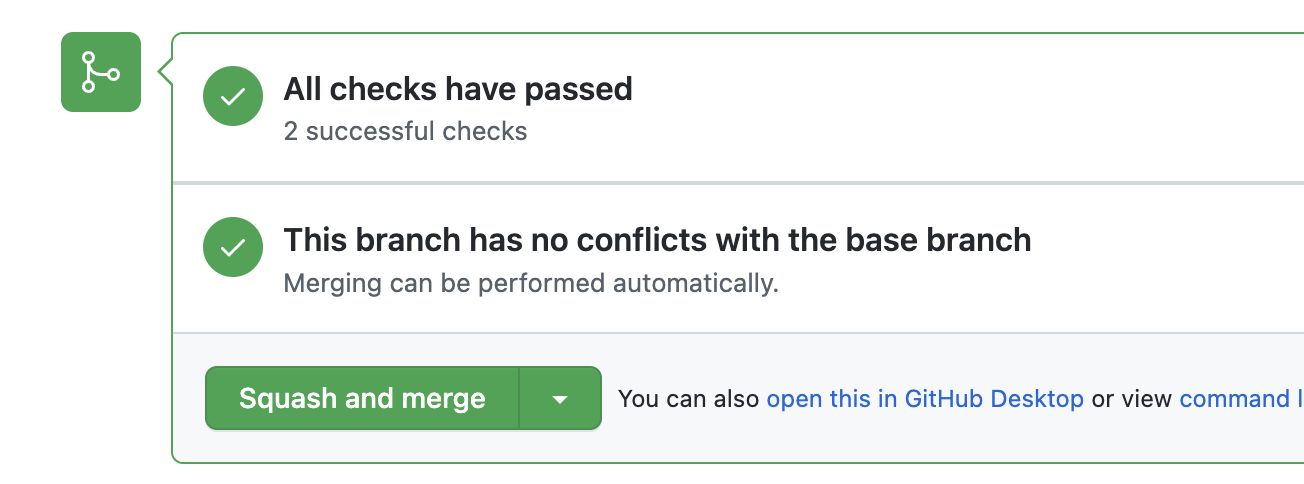 All checks have passed
2 successful checks
This branch has no conflicts with the base branch
Merging can be performed automatically.
Squash and merge
You can also open this in GitHub Desktop or view command